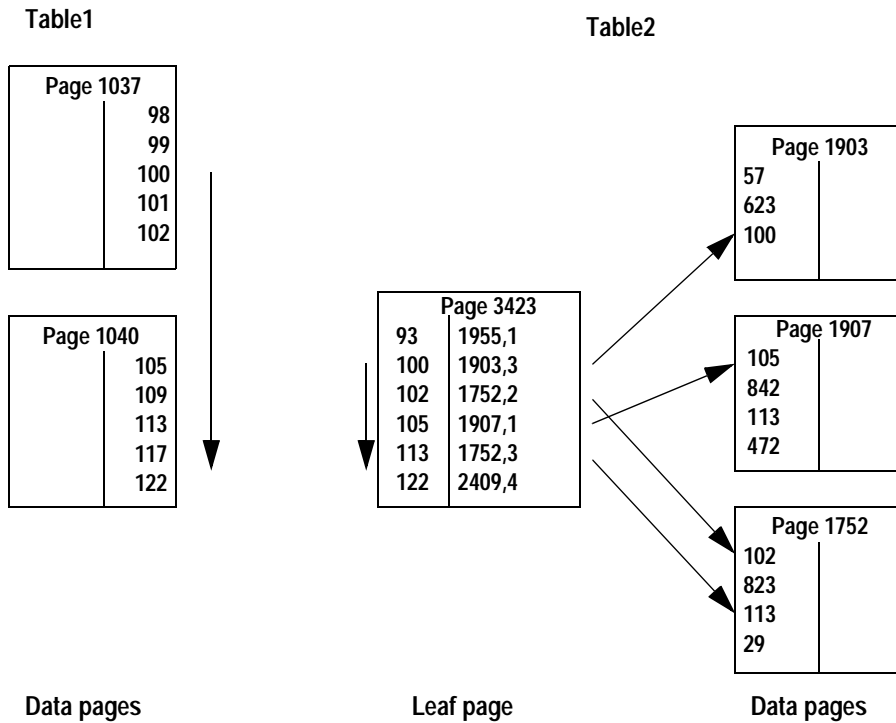 Table1
Table2
Page 1037
98
99
100
101
102
Page 1040
105
109
113
117
122
Page 3423
93 1955,1
100 1903,3
102 1752,2
105 1907,1
113 1752,3
122 2409,4
Page 1903
57
623
100
Page 1907
105
842
113
472
Page 1752
102
823
113
29
Data pages
Leaf page
Data pages